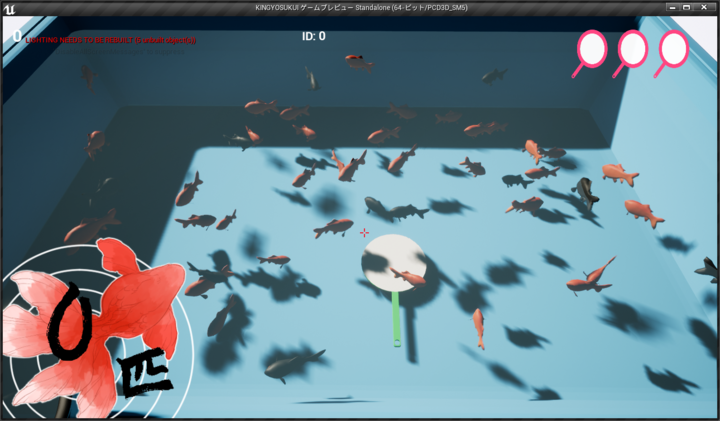 KINGYOSUKUI ゲームプレビュー Standalone (64-ビット/PCD3D_SM5)
0
LIGHTING NEEDS TO BE REBUILT (1 unbuilt object(s))
ID: 0
0
匹